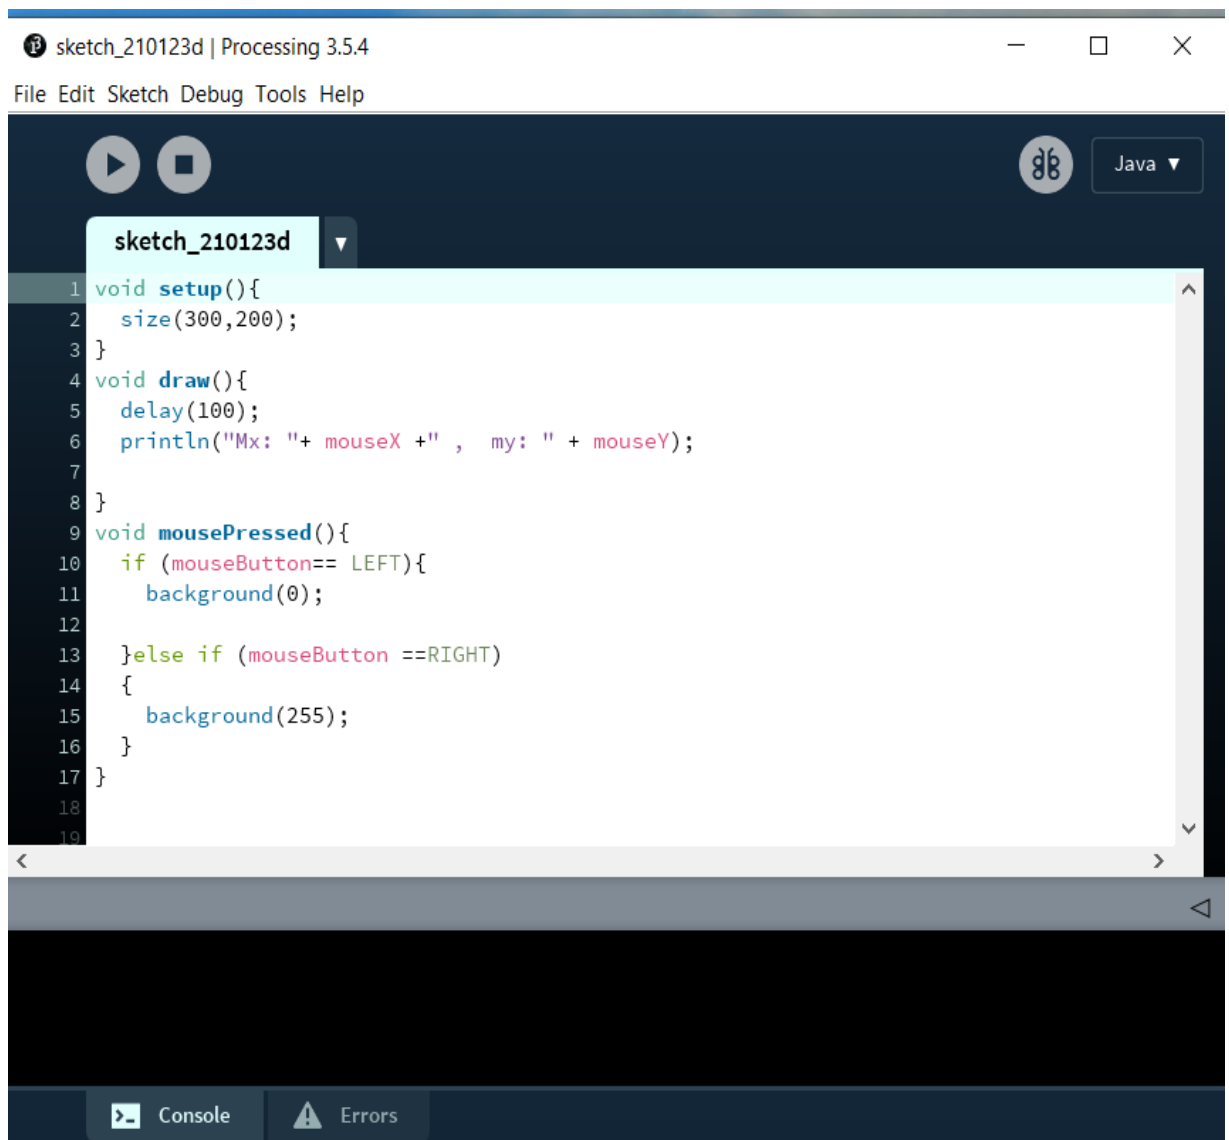 sketch_210123d | Processing 3.5.4
File Edit Sketch Debug Tools Help
Java ▼
sketch_210123d ▼
1 void setup(){
2   size(300,200);
3 }
4 void draw(){
5   delay(100);
6   println("Mx: "+ mouseX +" ,  my: " + mouseY);
7
8 }
9 void mousePressed(){
10   if (mouseButton== LEFT){
11     background(0);
12
13   }else if (mouseButton ==RIGHT)
14   {
15     background(255);
16   }
17 }
18
19
Console Errors